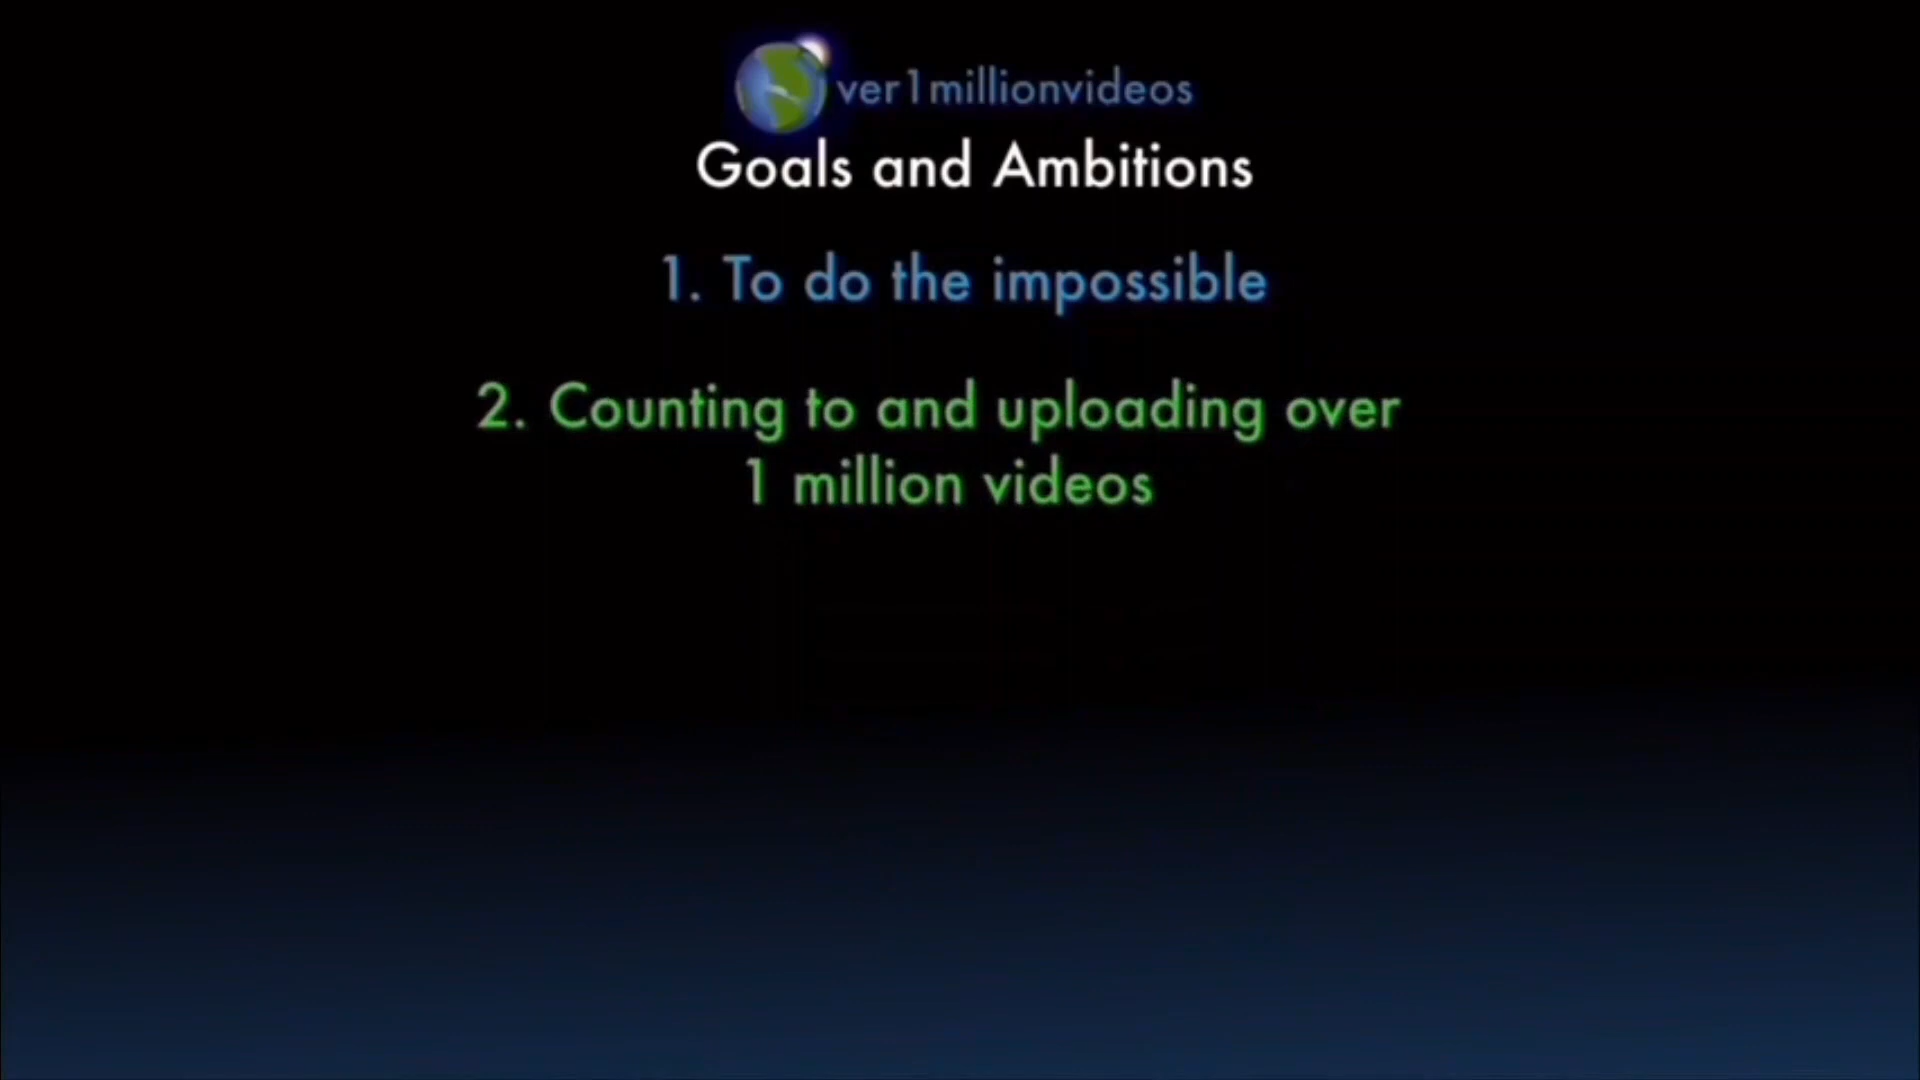 ver1millionvideos
Goals and Ambitions
1. To do the impossible
2. Counting to and uploading over
1 million videos